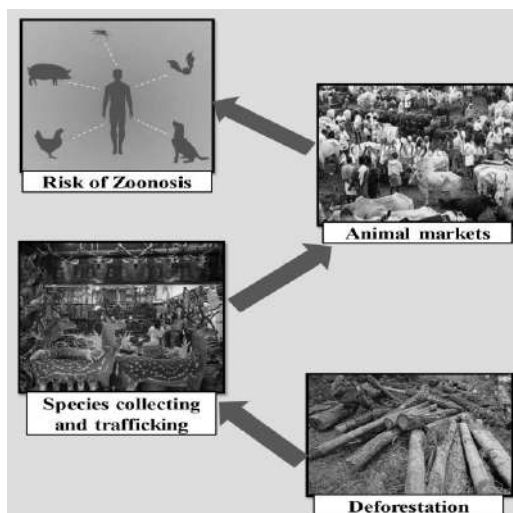 Risk of Zoonosis
Animal markets
Species collecting
and trafficking
Deforestation